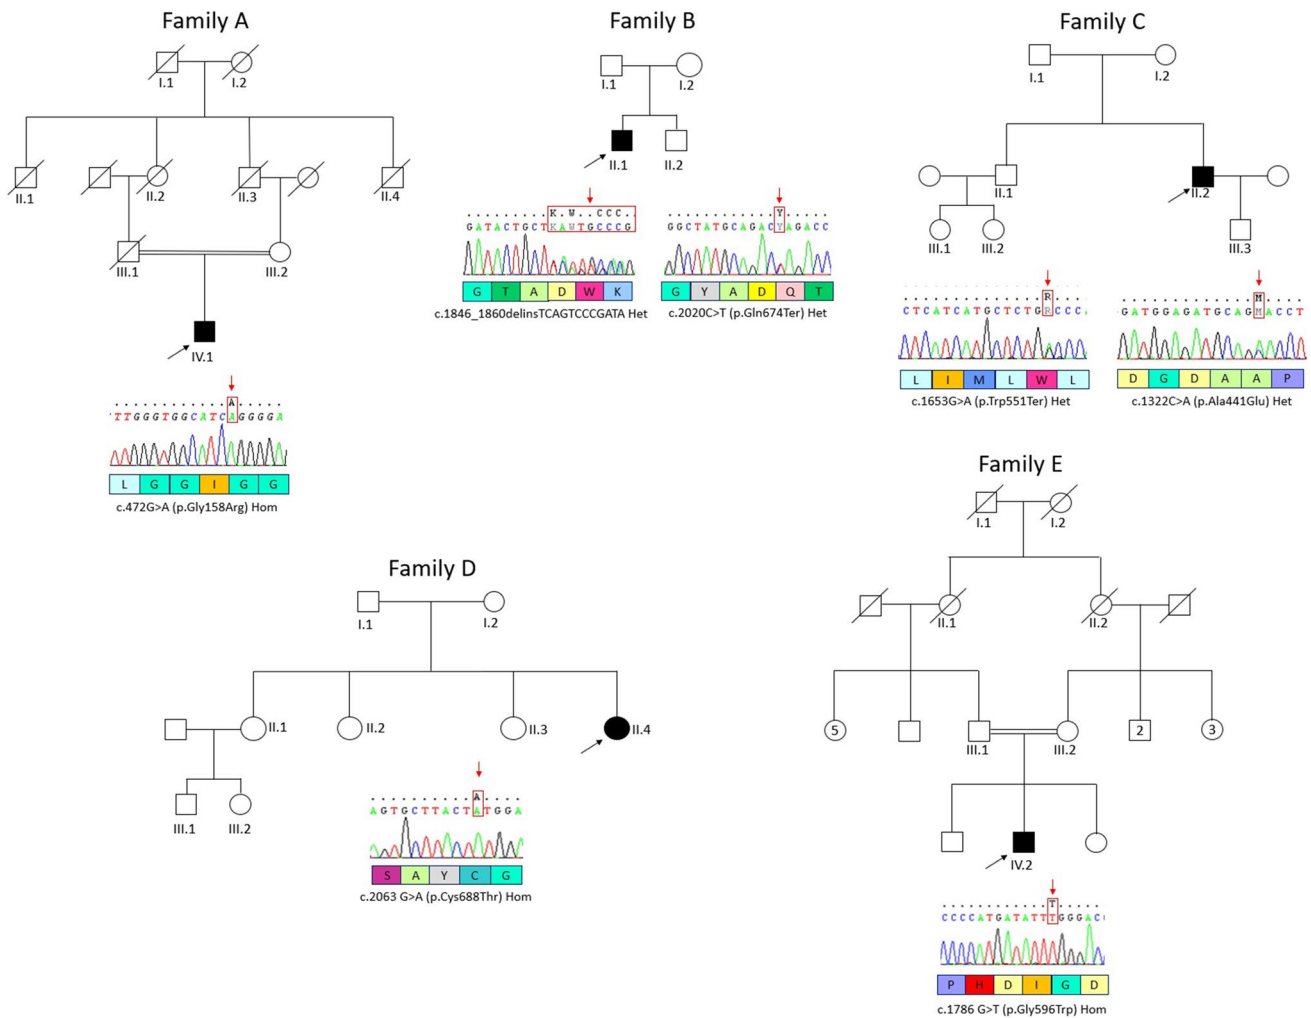 Family A
I.1
I.2
II.1
II.2
II.3
II.4
III.1
III.2
IV.1
A
TTGGGTGGCATCAGGGGA
L G G I G G
c.472G>A (p.Gly158Arg) Hom
Family B
I.1
I.2
II.1
II.2
K W CCC
GATACTGCTKAWTGCCCG
G T A D W K
c.1846_1860delinsTCAGTCCCGATA Het
Y
GGCTATGCAGACYAGACC
G Y A D Q T
c.2020C>T (p.Gln674Ter) Het
Family C
I.1
I.2
II.1
II.2
III.1
III.2
III.3
R
CTCATCATGCTCTGRCCC
L I M L W L
c.1653G>A (p.Trp551Ter) Het
M
GATGGAGATGCAGMACCT
D G D A A P
c.1322C>A (p.Ala441Glu) Het
Family D
I.1
I.2
II.1
II.2
II.3
II.4
III.1
III.2
A
AGTGCTTACTATGGA
S A Y C G
c.2063 G>A (p.Cys688Thr) Hom
Family E
I.1
I.2
II.1
II.2
5
III.1
III.2
2
3
IV.2
T
CCCCATGATATTTGGGAC
P H D I G D
c.1786 G>T (p.Gly596Trp) Hom